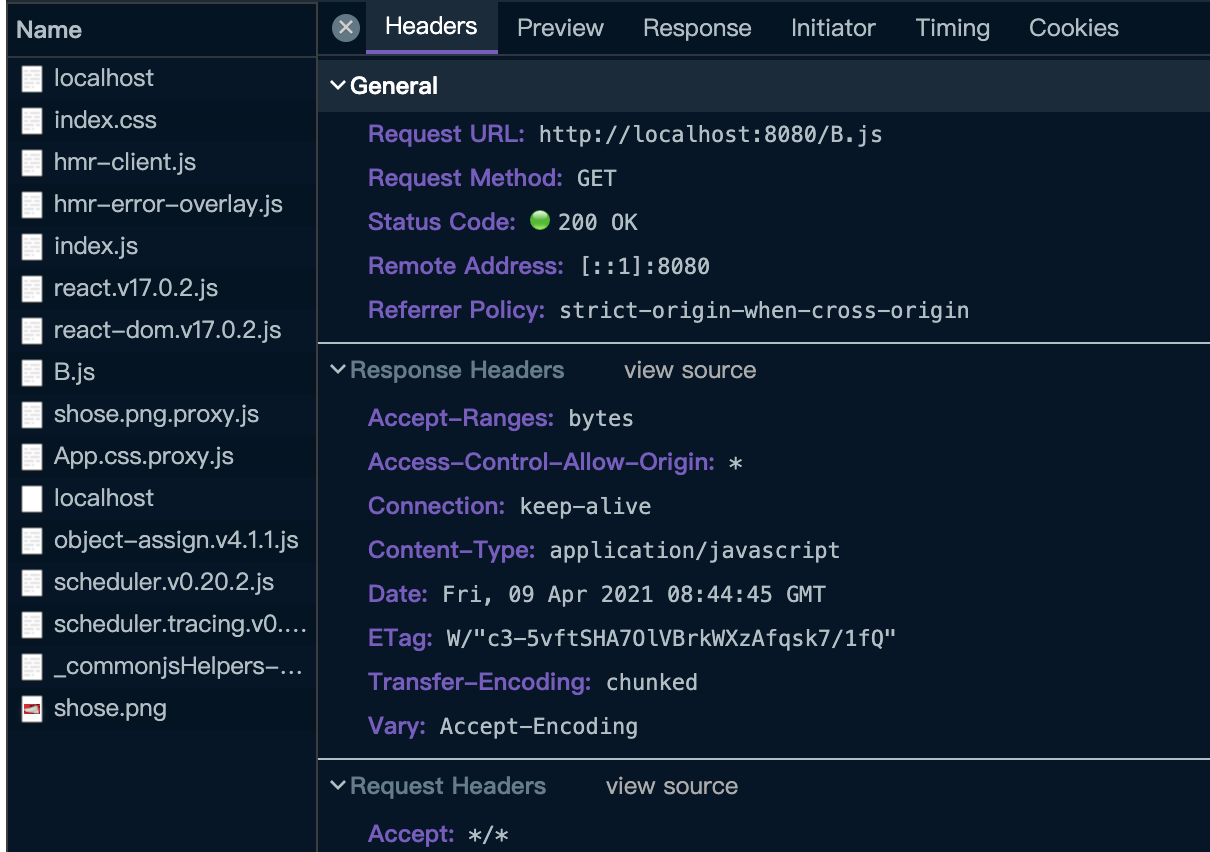 Name
localhost
index.css
hmr-client.js
hmr-error-overlay.js
index.js
react.v17.0.2.js
react-dom.v17.0.2.js
B.js
shose.png.proxy.js
App.css.proxy.js
localhost
object-assign.v4.1.1.js
scheduler.v0.20.2.js
scheduler.tracing.v0....
_commonjsHelpers-...
shose.png
Headers Preview Response Initiator Timing Cookies
General
Request URL: http://localhost:8080/B.js
Request Method: GET
Status Code: 200 OK
Remote Address: [::1]:8080
Referrer Policy: strict-origin-when-cross-origin
Response Headers view source
Accept-Ranges: bytes
Access-Control-Allow-Origin: *
Connection: keep-alive
Content-Type: application/javascript
Date: Fri, 09 Apr 2021 08:44:45 GMT
ETag: W/"c3-5vftSHA7OlVBrkWXzAfqsk7/1fQ"
Transfer-Encoding: chunked
Vary: Accept-Encoding
Request Headers view source
Accept: */*